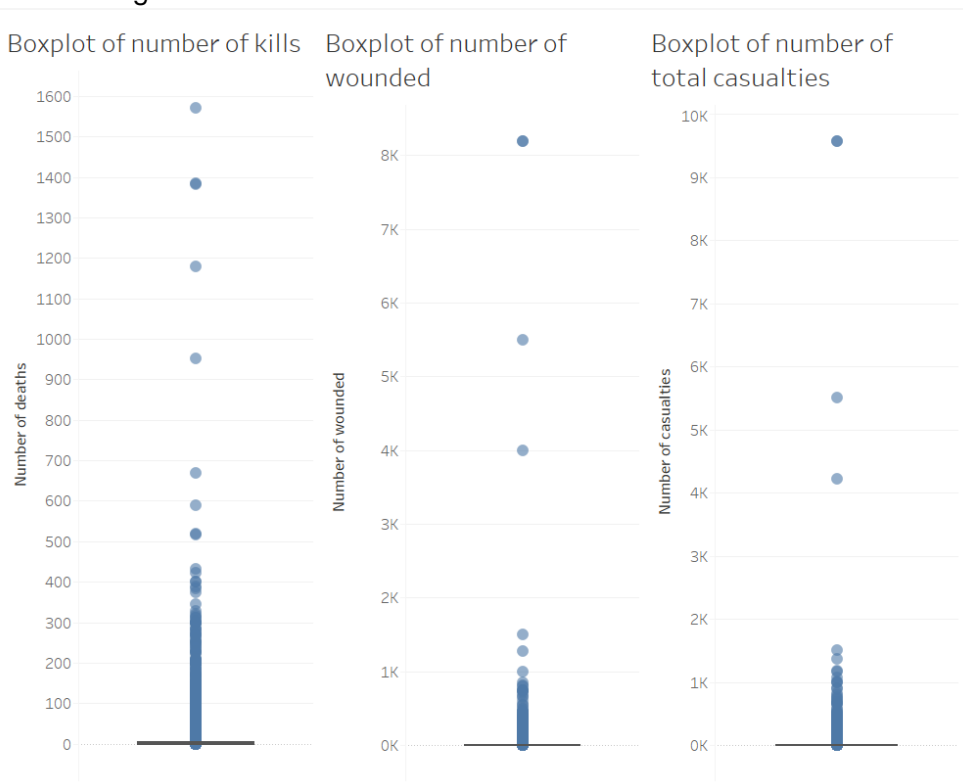 Boxplot of number of kills
1600
1500
1400
1300
1200
1100
1000
900
800
700
600
500
400
300
200
100
0
Number of deaths
Boxplot of number of
wounded
8K
7K
6K
5K
4K
3K
2K
1K
0K
Number of wounded
Boxplot of number of
total casualties
10K
9K
8K
7K
6K
5K
4K
3K
2K
1K
0K
Number of casualties